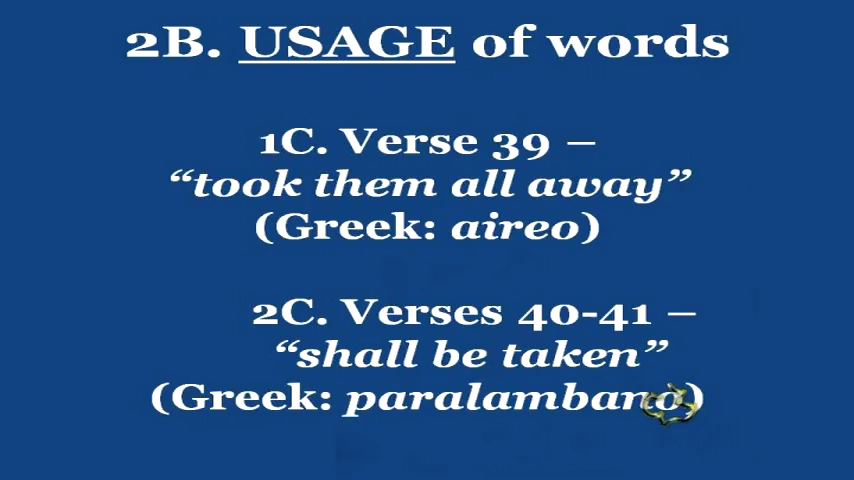 2B. USAGE of words
1C. Verse 39 –
“took them all away”
(Greek: aireo)
2C. Verses 40-41 –
“shall be taken”
(Greek: paralambano)